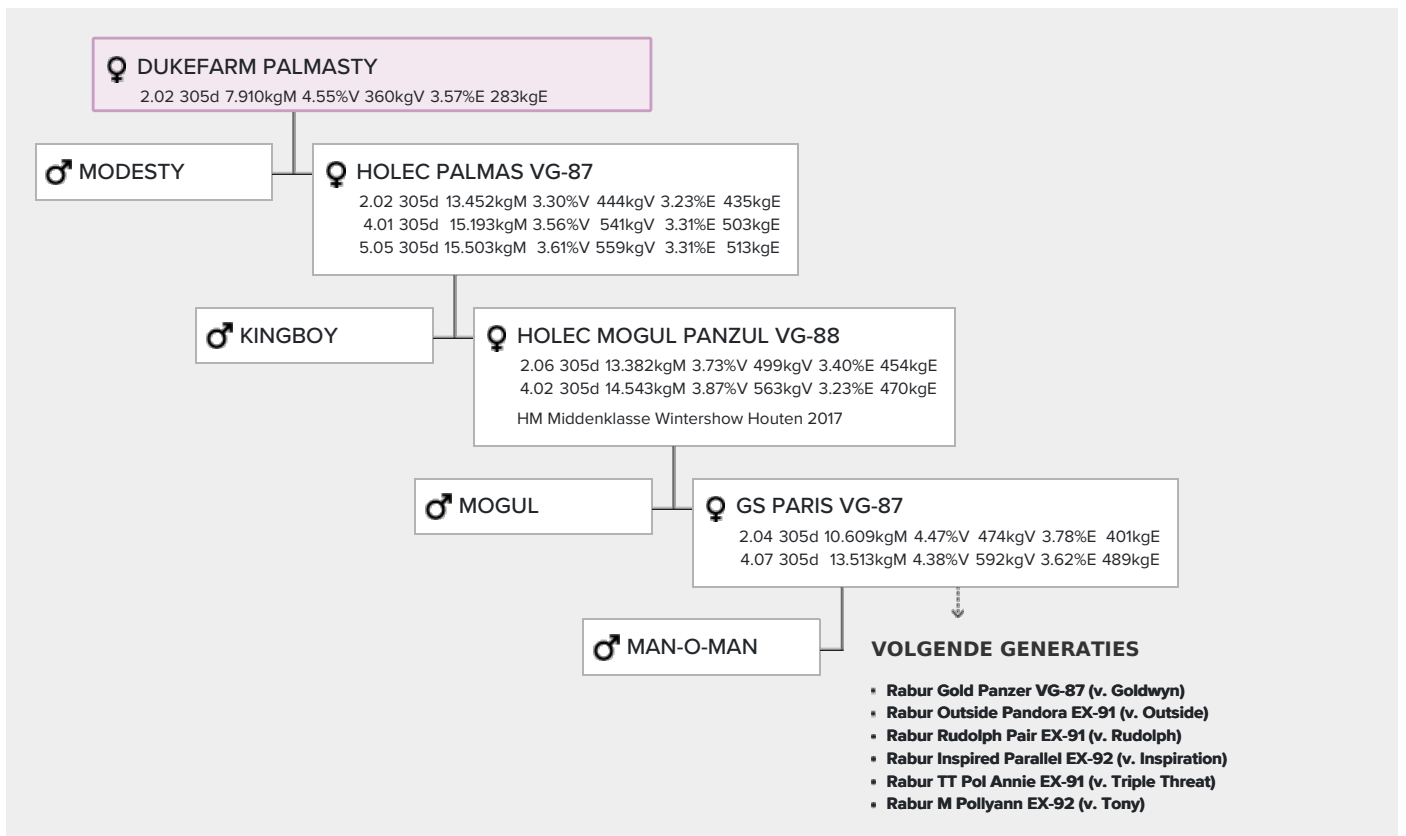 DUKEFARM PALMASTY
2.02 305d 7.910kgM 4.55%V 360kgV 3.57%E 283kgE
MODESTY
HOLEC PALMAS VG-87
2.02 305d 13.452kgM 3.30%V 444kgV 3.23%E 435kgE
4.01 305d 15.193kgM 3.56%V 541kgV 3.31%E 503kgE
5.05 305d 15.503kgM 3.61%V 559kgV 3.31%E 513kgE
KINGBOY
HOLEC MOGUL PANZUL VG-88
2.06 305d 13.382kgM 3.73%V 499kgV 3.40%E 454kgE
4.02 305d 14.543kgM 3.87%V 563kgV 3.23%E 470kgE
HM Middenklasse Wintershow Houten 2017
MOGUL
GS PARIS VG-87
2.04 305d 10.609kgM 4.47%V 474kgV 3.78%E 401kgE
4.07 305d 13.513kgM 4.38%V 592kgV 3.62%E 489kgE
MAN-O-MAN
VOLGENDE GENERATIES
Rabur Gold Panzer VG-87 (v. Goldwyn)
Rabur Outside Pandora EX-91 (v. Outside)
Rabur Rudolph Pair EX-91 (v. Rudolph)
Rabur Inspired Parallel EX-92 (v. Inspiration)
Rabur TT Pol Annie EX-91 (v. Triple Threat)
Rabur M Pollyann EX-92 (v. Tony)